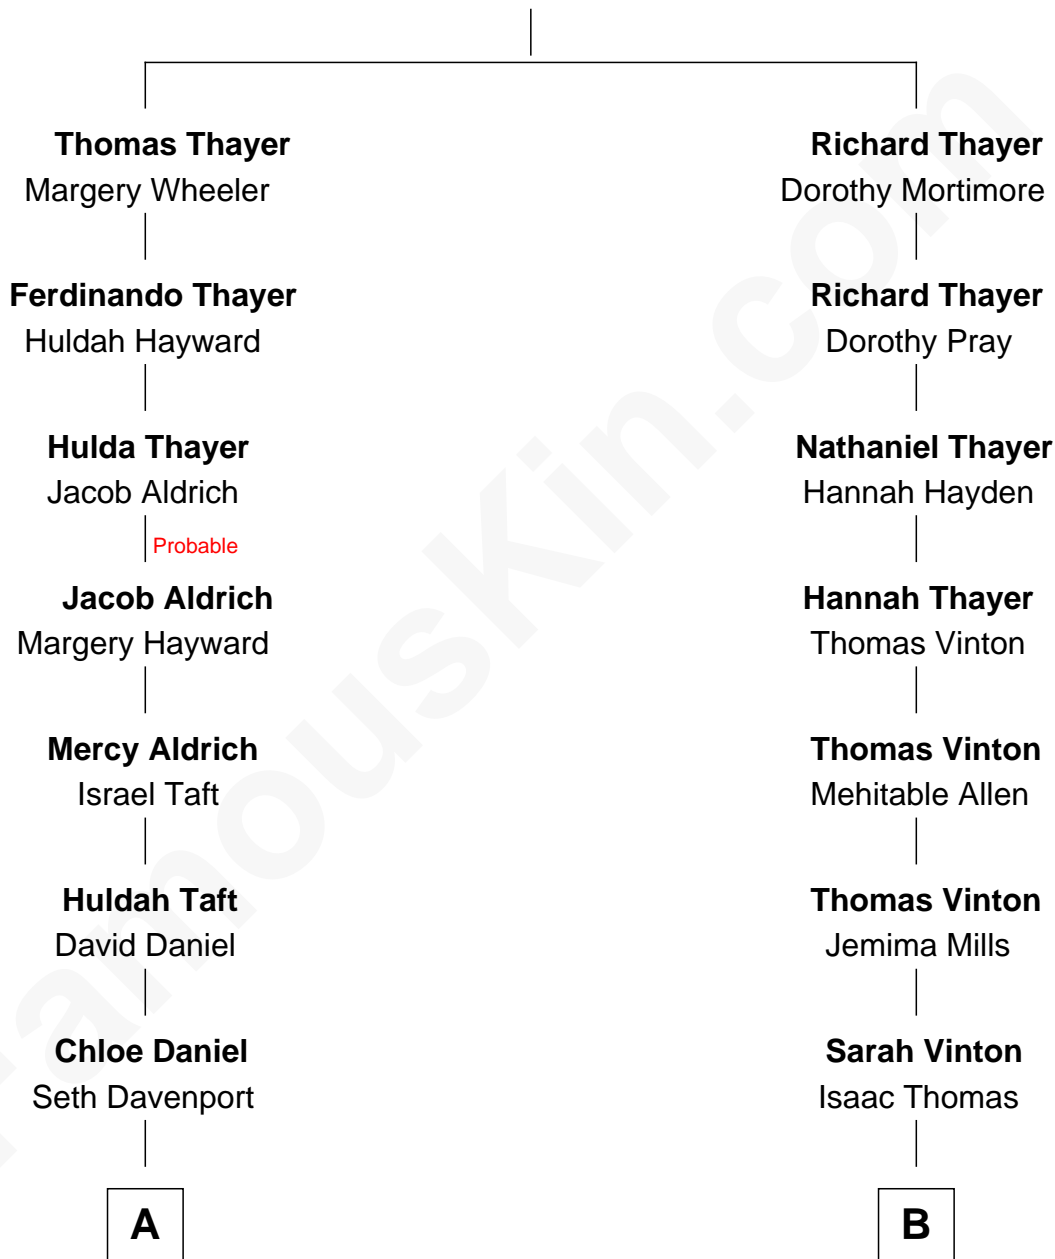 Thomas Thayer
Margery Wheeler
Ferdinando Thayer
Huldah Hayward
Hulda Thayer
Jacob Aldrich
Probable
Jacob Aldrich
Margery Hayward
Mercy Aldrich
Israel Taft
Huldah Taft
David Daniel
Chloe Daniel
Seth Davenport
A
Richard Thayer
Dorothy Mortimore
Richard Thayer
Dorothy Pray
Nathaniel Thayer
Hannah Hayden
Hannah Thayer
Thomas Vinton
Thomas Vinton
Mehitable Allen
Thomas Vinton
Jemima Mills
Sarah Vinton
Isaac Thomas
B
FamousKin.com